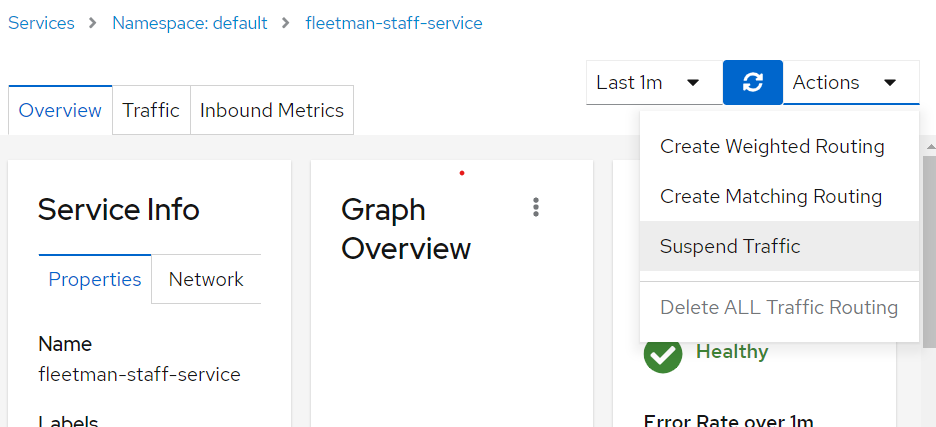 Services > Namespace: default > fleetman-staff-service
Last 1m
Actions
Overview
Traffic
Inbound Metrics
Create Weighted Routing
Create Matching Routing
Suspend Traffic
Delete ALL Traffic Routing
Service Info
Properties
Network
Name
fleetman-staff-service
Labels
Graph
Overview
Healthy
Error Rate over 1m